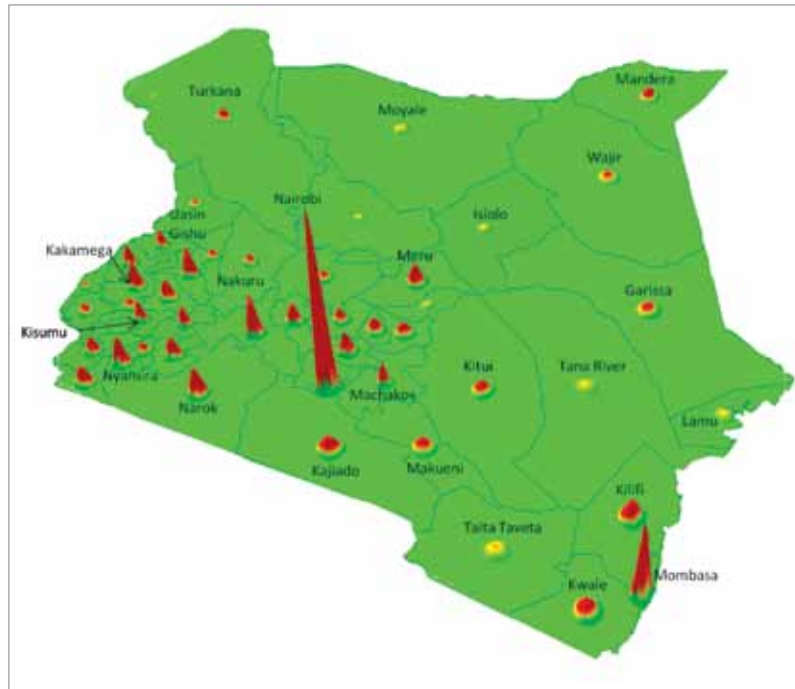 Mandera
Turkana
Moyale
Wajir
Nairobi
Isiolo
Uasin
Gishu
Kakamega
Meru
Nakuru
Garissa
Kisumu
Kitui
Tana River
Nyamira
Machakos
Narok
Lamu
Kajiado
Makueni
Kilifi
Taita Taveta
Mombasa
Kwale